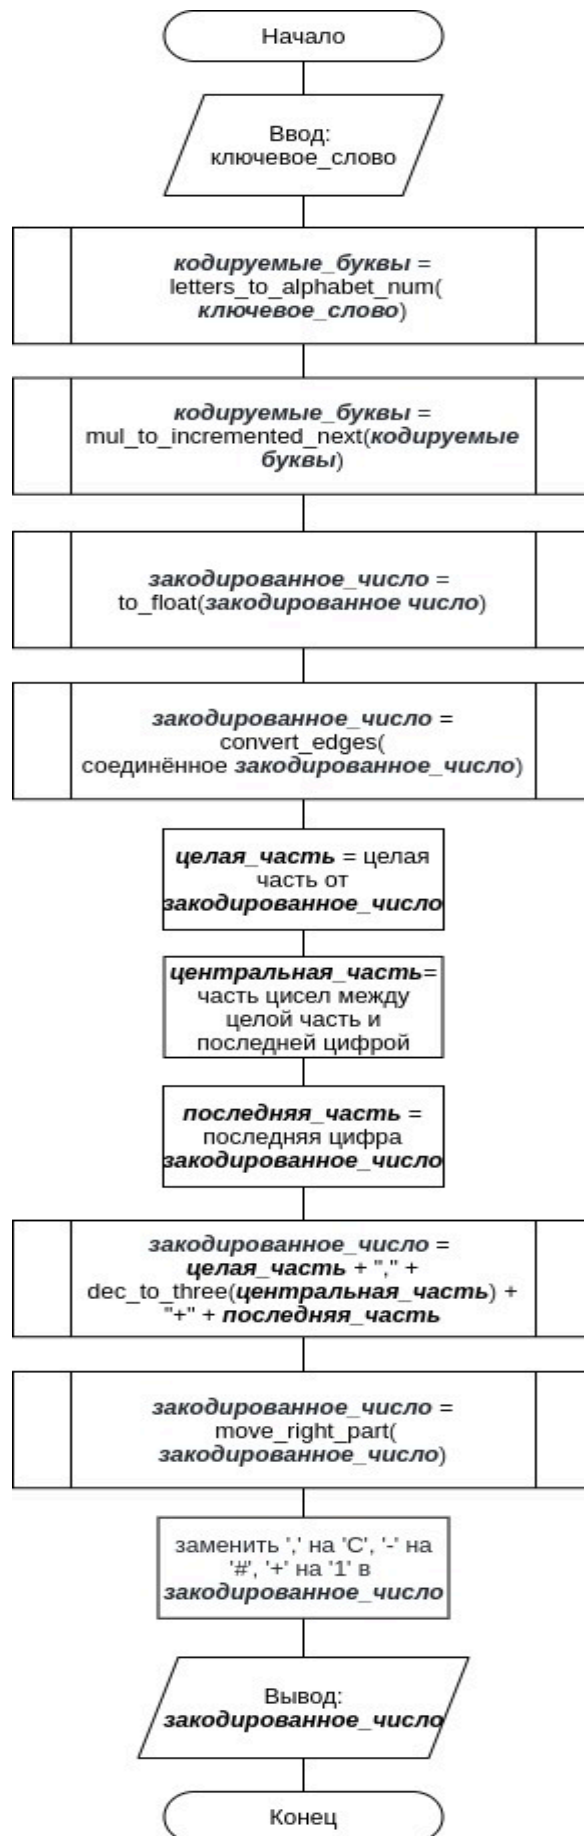 Начало
Ввод:
ключевое_слово
кодируемые_буквы =
letters_to_alphabet_num(
ключевое_слово)
кодируемые_буквы =
mul_to_incremented_next(кодируемые
буквы)
закодированное_число =
to_float(закодированное число)
закодированное_число =
convert_edges(
соединённое закодированное_число)
целая_часть = целая
часть от
закодированное_число
центральная_часть=
часть цисел между
целой часть и
последней цифрой
последняя_часть =
последняя цифра
закодированное_число
закодированное_число =
целая_часть + "," +
dec_to_three(центральная_часть) +
"+" + последняя_часть
закодированное_число =
move_right_part(
закодированное_число)
заменить ',' на 'C', '-' на
'#', '+' на '1' в
закодированное_число
Вывод:
закодированное_число
Конец